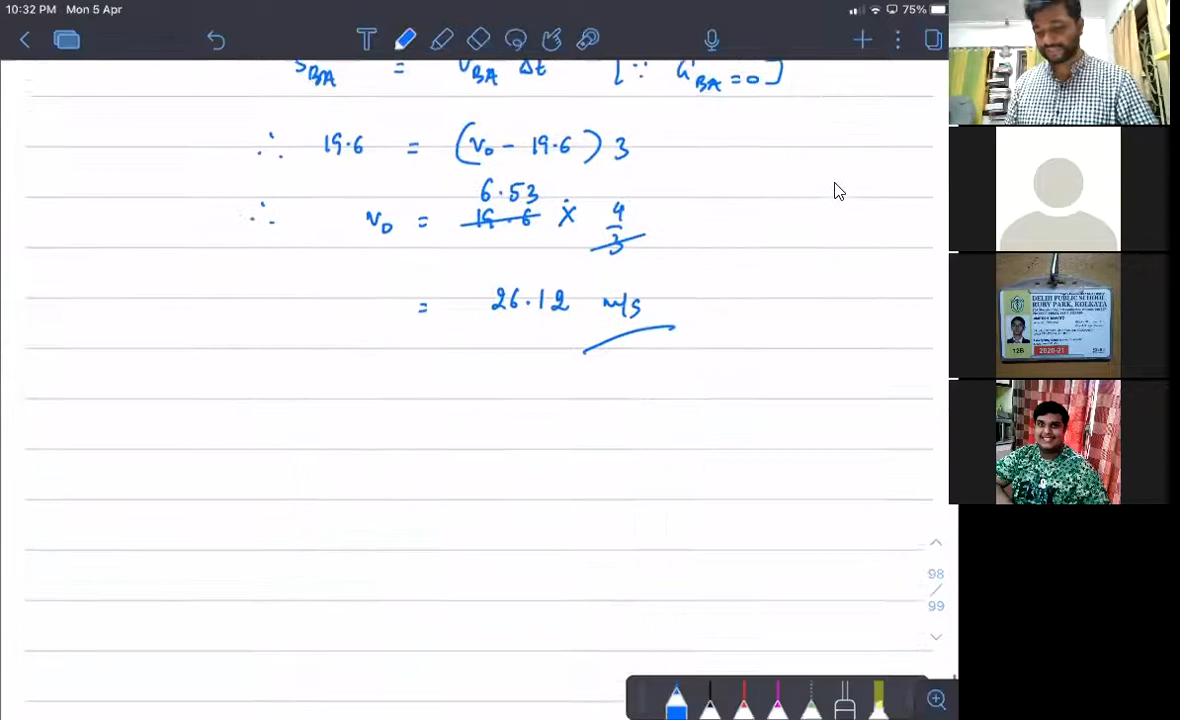 10:32 PM Mon 5 Apr 75%
S_BA = v_BA Δt [∵ a_BA = 0]
∴ 19.6 = (v₀ - 19.6) 3
6.53
∴ v₀ = 19.6 × 4/3
= 26.12 m/s
DELHI PUBLIC SCHOOL
RUBY PARK, KOLKATA
12B 2020-21
98
/
99
T